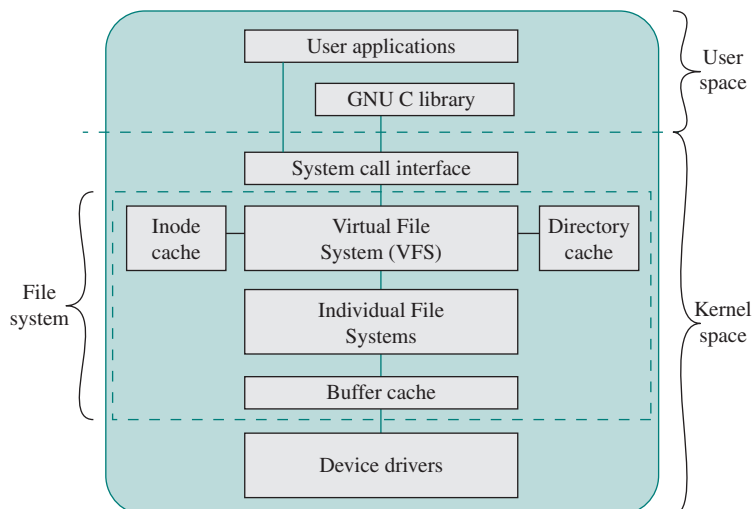 User applications
User
space
GNU C library
System call interface
Inode
cache
Virtual File
System (VFS)
Directory
cache
File
system
Individual File
Systems
Kernel
space
Buffer cache
Device drivers